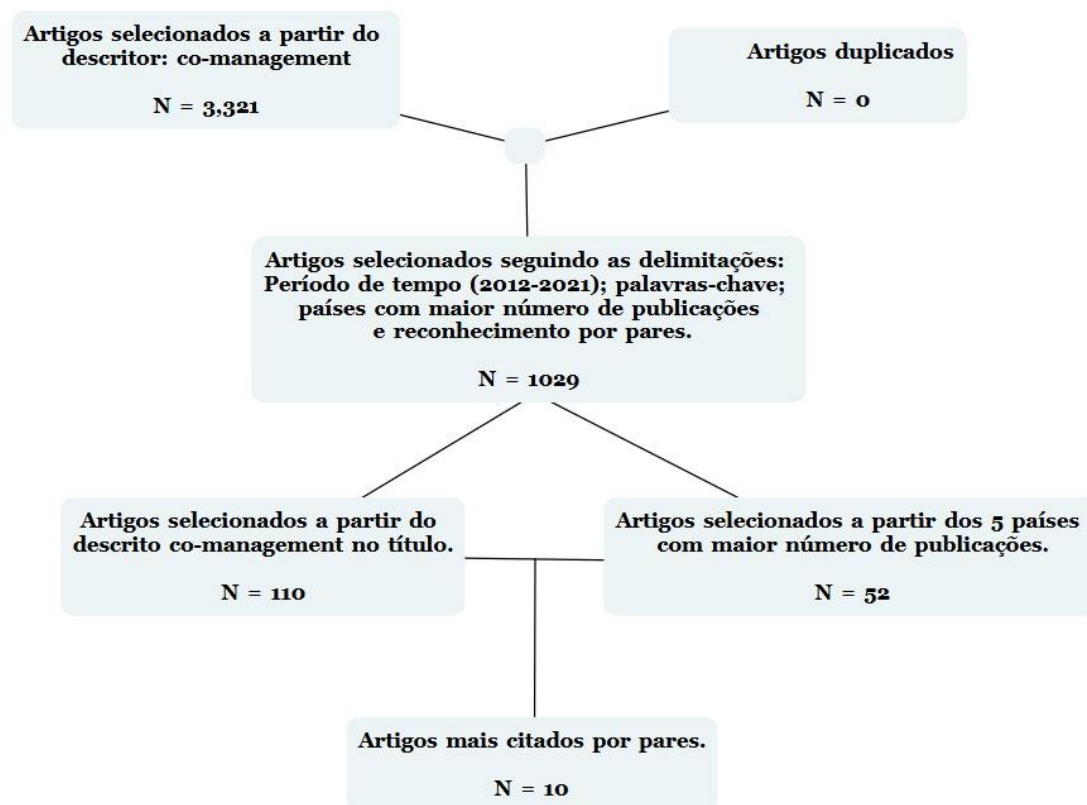 Artigos selecionados a partir do
descritor: co-management
N = 3,321
Artigos duplicados
N = 0
Artigos selecionados seguindo as delimitações:
Período de tempo (2012-2021); palavras-chave;
países com maior número de publicações
e reconhecimento por pares.
N = 1029
Artigos selecionados a partir do
descrito co-management no título.
N = 110
Artigos selecionados a partir dos 5 países
com maior número de publicações.
N = 52
Artigos mais citados por pares.
N = 10